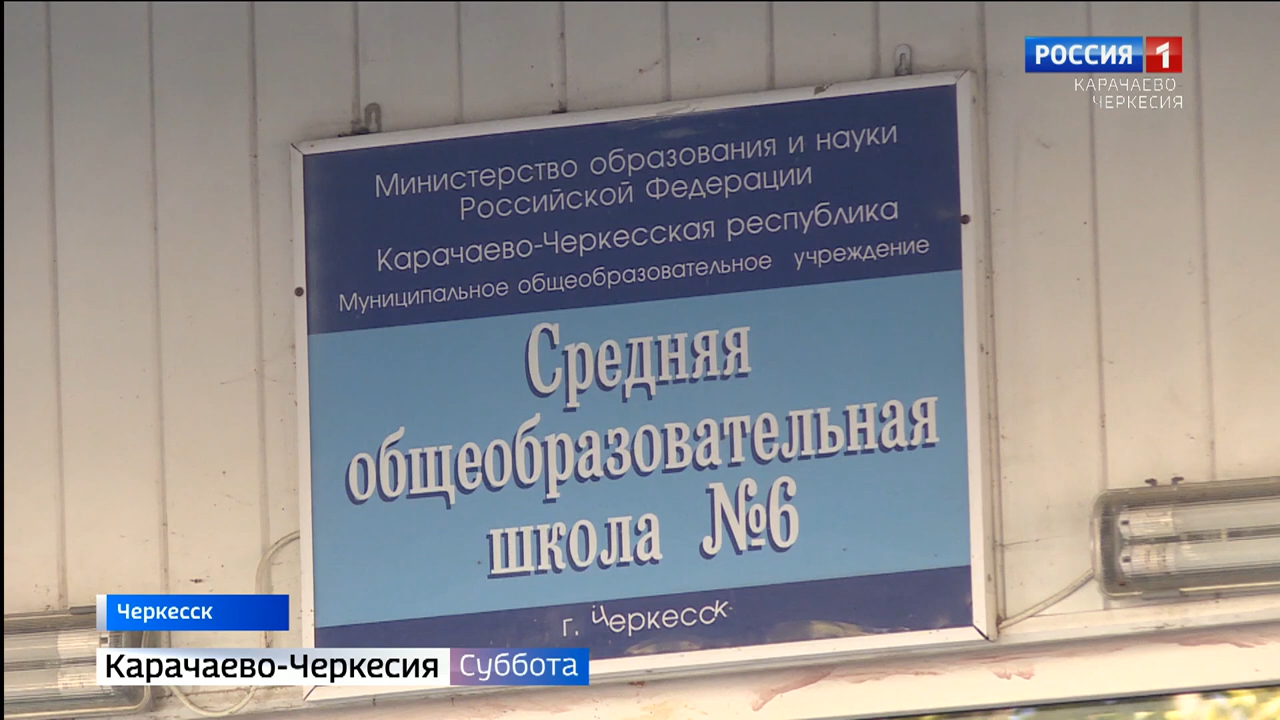 РОССИЯ 1
КАРАЧАЕВО-
ЧЕРКЕСИЯ
Министерство образования и науки
Российской Федерации
Карачаево-Черкесская республика
Муниципальное общеобразовательное учреждение
Средняя
общеобразовательная
школа №6
г. Черкесск
Черкесск
Карачаево-Черкесия Суббота